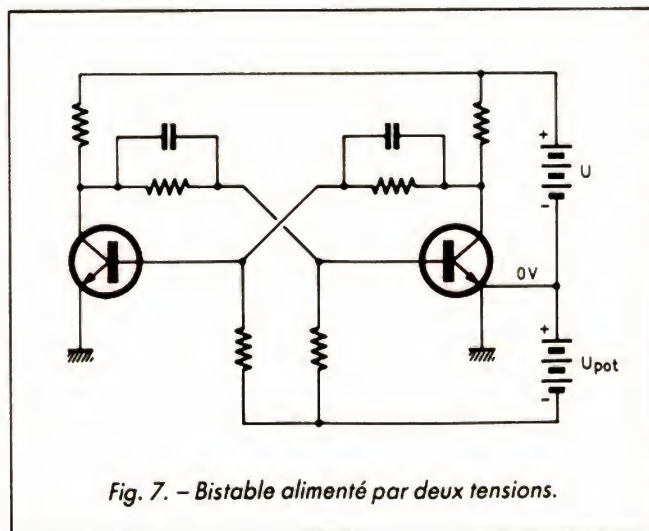 +
U
-
0V
+
Upot
-
Fig. 7. – Bistable alimenté par deux tensions.